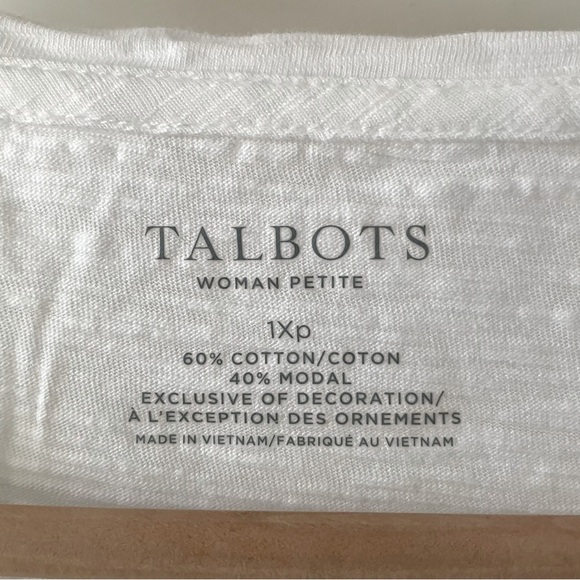 TALBOTS
WOMAN PETITE
1Xp
60% COTTON/COTON
40% MODAL
EXCLUSIVE OF DECORATION/
À L'EXCEPTION DES ORNEMENTS
MADE IN VIETNAM/FABRIQUÉ AU VIETNAM